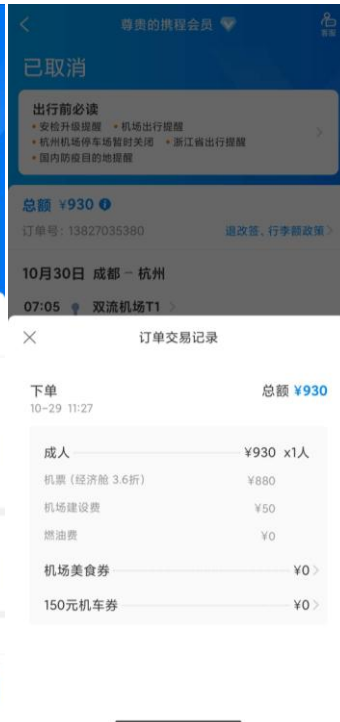 尊贵的携程会员
客服
已取消
出行前必读
•安检升级提醒 •机场出行提醒
•杭州机场停车场暂时关闭 •浙江省出行提醒
•国内防疫目的地提醒
总额 ¥930
订单号: 13827035380 退改签、行李额政策
10月30日 成都 – 杭州
07:05 双流机场T1
订单交易记录
下单 总额 ¥930
10-29 11:27
成人 ¥930 x1人
机票 (经济舱 3.6折) ¥880
机场建设费 ¥50
燃油费 ¥0
机场美食券 ¥0
150元机车券 ¥0